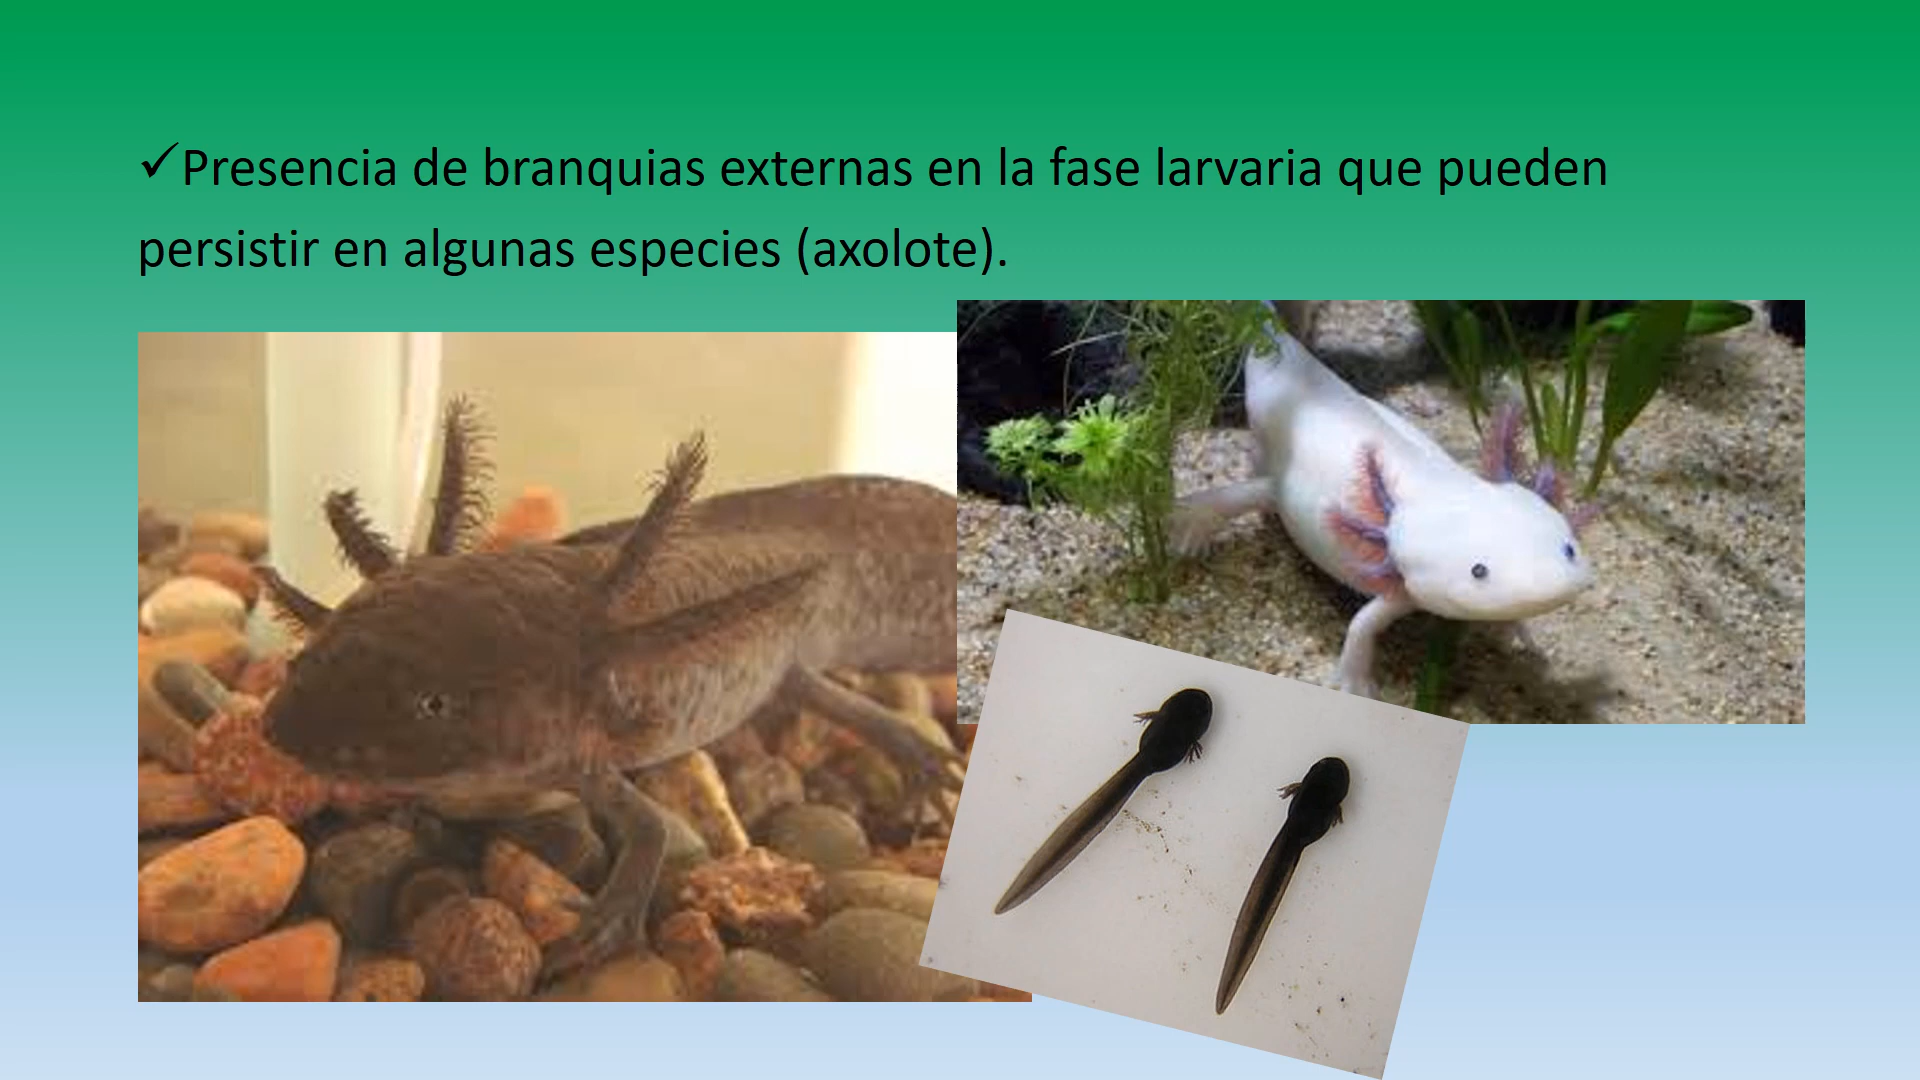 ✓Presencia de branquias externas en la fase larvaria que pueden
persistir en algunas especies (axolote).